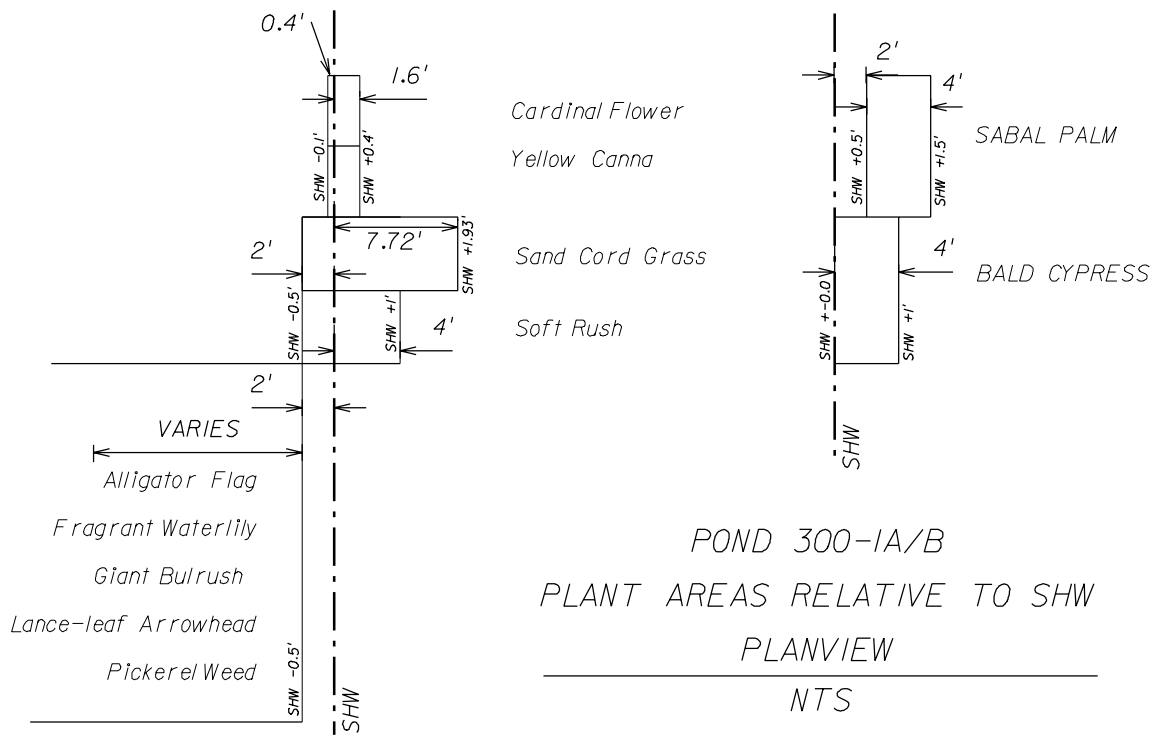 0.4'
1.6'
SHW -0.1'
SHW +0.4'
Cardinal Flower
Yellow Canna
7.72'
SHW +1.93'
2'
Sand Cord Grass
SHW -0.5'
SHW +1'
4'
Soft Rush
2'
VARIES
Alligator Flag
Fragrant Waterlily
Giant Bulrush
Lance-leaf Arrowhead
Pickerel Weed
SHW -0.5'
SHW
2'
4'
SHW +0.5'
SHW +1.5'
SABAL PALM
4'
SHW +-0.0
SHW +1'
BALD CYPRESS
SHW
POND 300-1A/B
PLANT AREAS RELATIVE TO SHW
PLANVIEW
NTS